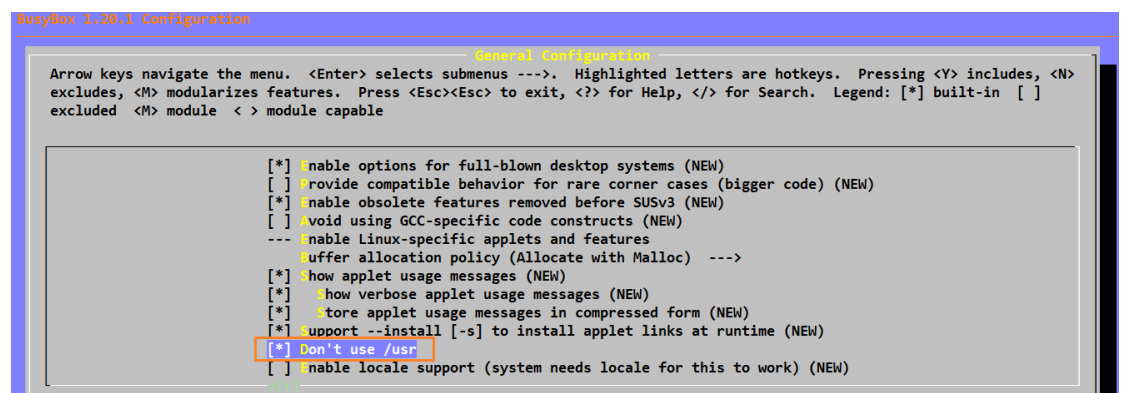 BusyBox 1.20.1 Configuration
General Configuration
Arrow keys navigate the menu.  <Enter> selects submenus --->.  Highlighted letters are hotkeys.  Pressing <Y> includes, <N>
excludes, <M> modularizes features.  Press <Esc><Esc> to exit, <?> for Help, </> for Search.  Legend: [*] built-in  [ ]
excluded  <M> module  < > module capable
[*] Enable options for full-blown desktop systems (NEW)
[ ] Provide compatible behavior for rare corner cases (bigger code) (NEW)
[*] Enable obsolete features removed before SUSv3 (NEW)
[ ] Avoid using GCC-specific code constructs (NEW)
--- Enable Linux-specific applets and features
Buffer allocation policy (Allocate with Malloc)  --->
[*] Show applet usage messages (NEW)
[*]   Show verbose applet usage messages (NEW)
[*]   Store applet usage messages in compressed form (NEW)
[*] Support --install [-s] to install applet links at runtime (NEW)
[*] Don't use /usr
[ ] Enable locale support (system needs locale for this to work) (NEW)